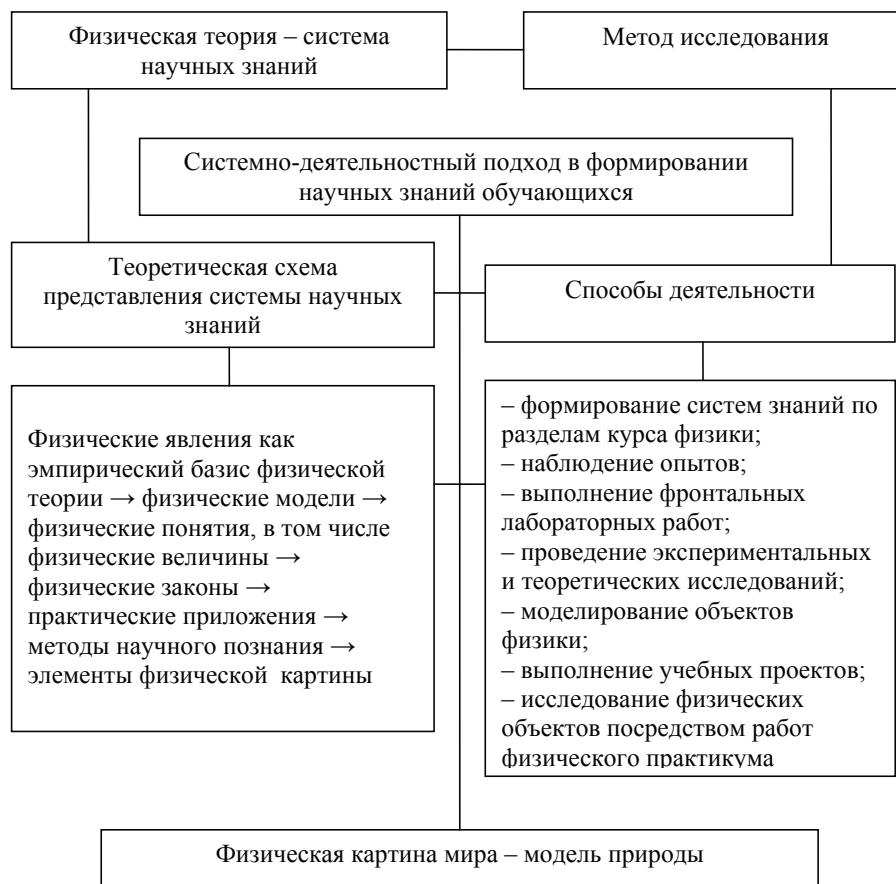 Физическая теория – система
научных знаний
Метод исследования
Системно-деятельностный подход в формировании
научных знаний обучающихся
Теоретическая схема
представления системы научных
знаний
Способы деятельности
Физические явления как
эмпирический базис физической
теории → физические модели →
физические понятия, в том числе
физические величины →
физические законы →
практические приложения →
методы научного познания →
элементы физической картины
– формирование систем знаний по
разделам курса физики;
– наблюдение опытов;
– выполнение фронтальных
лабораторных работ;
– проведение экспериментальных
и теоретических исследований;
– моделирование объектов
физики;
– выполнение учебных проектов;
– исследование физических
объектов посредством работ
физического практикума
Физическая картина мира – модель природы